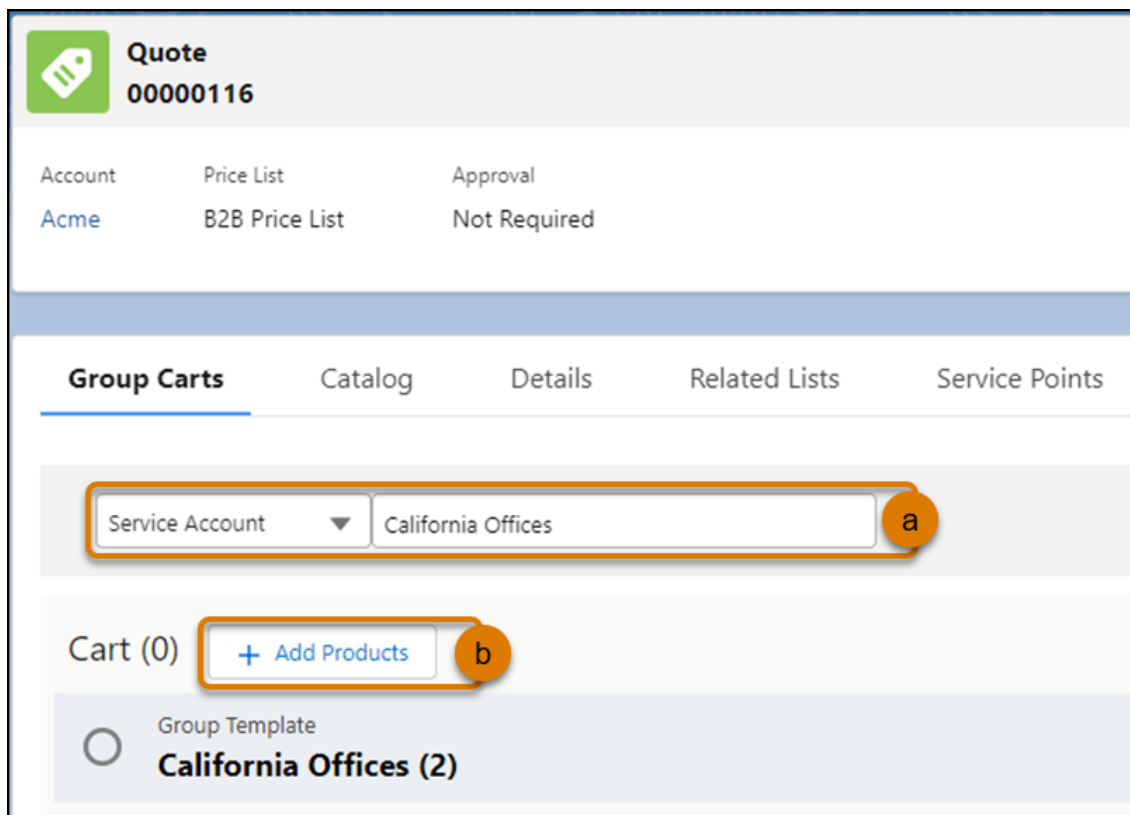 Quote
00000116
Account Price List Approval
Acme B2B Price List Not Required
Group Carts Catalog Details Related Lists Service Points
Service Account California Offices a
Cart (0) + Add Products b
Group Template
California Offices (2)